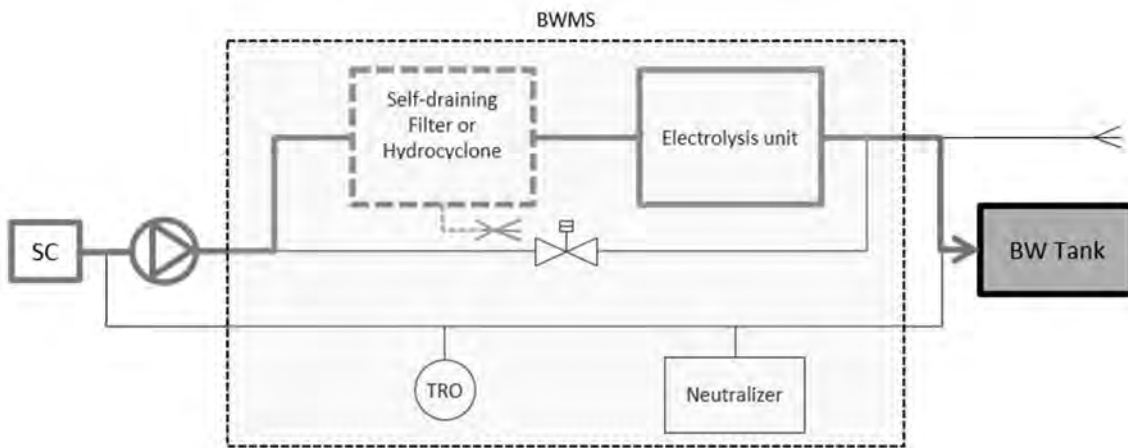 BWMS
Self-draining
Filter or
Hydrocyclone
Electrolysis unit
SC
BW Tank
TRO
Neutralizer